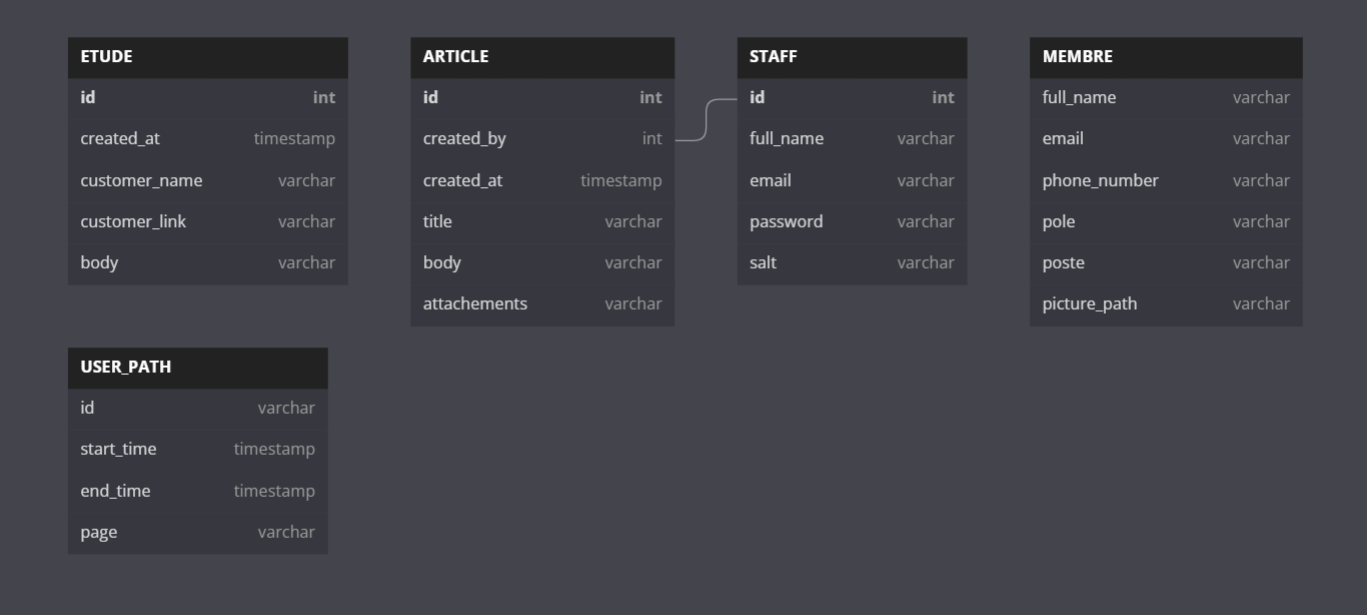 ETUDE
id int
created_at timestamp
customer_name varchar
customer_link varchar
body varchar
ARTICLE
id int
created_by int
created_at timestamp
title varchar
body varchar
attachements varchar
STAFF
id int
full_name varchar
email varchar
password varchar
salt varchar
MEMBRE
full_name varchar
email varchar
phone_number varchar
pole varchar
poste varchar
picture_path varchar
USER_PATH
id varchar
start_time timestamp
end_time timestamp
page varchar